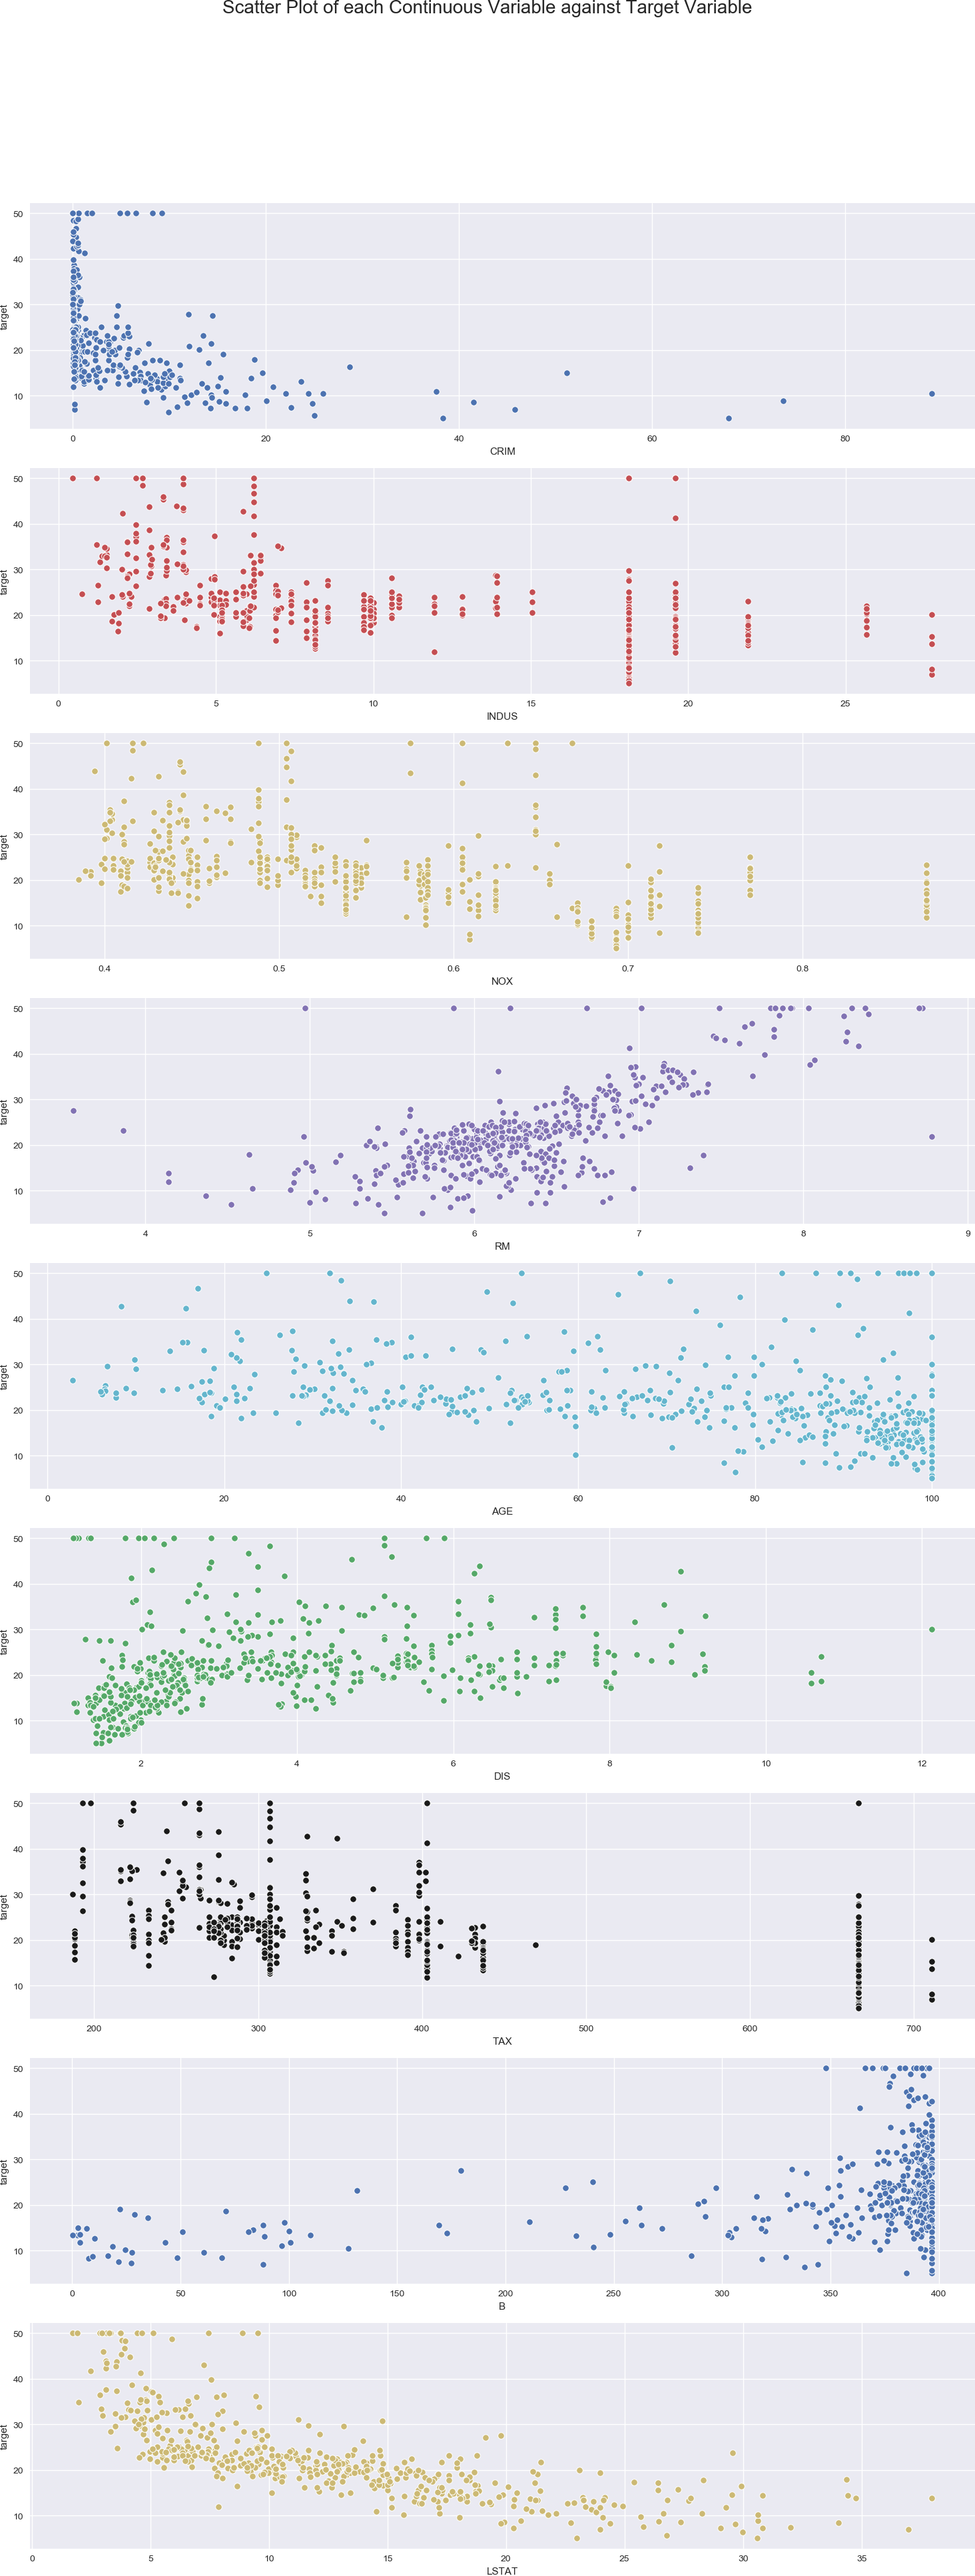 Scatter Plot of each Continuous Variable against Target Variable
50
40
30
20
10
target
0 20 40 60 80
CRIM
50
40
30
20
10
target
0 5 10 15 20 25
INDUS
50
40
30
20
10
target
0.4 0.5 0.6 0.7 0.8
NOX
50
40
30
20
10
target
4 5 6 7 8 9
RM
50
40
30
20
10
target
0 20 40 60 80 100
AGE
50
40
30
20
10
target
2 4 6 8 10 12
DIS
50
40
30
20
10
target
200 300 400 500 600 700
TAX
50
40
30
20
10
target
0 50 100 150 200 250 300 350 400
B
50
40
30
20
10
target
0 5 10 15 20 25 30 35
LSTAT